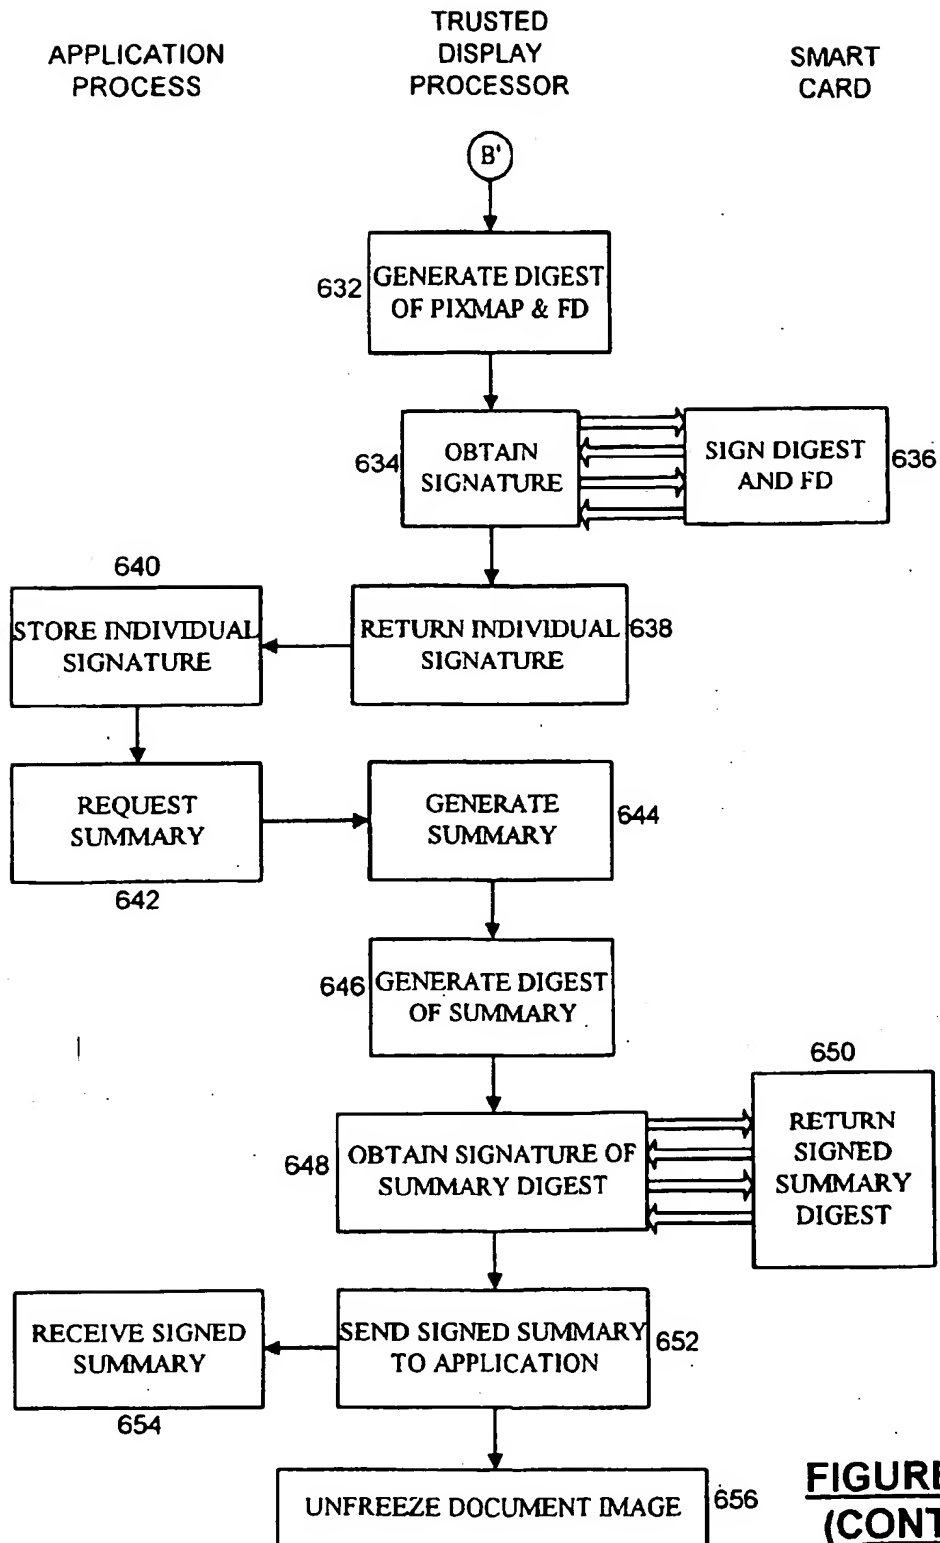 APPLICATION
PROCESS
TRUSTED
DISPLAY
PROCESSOR
SMART
CARD
B'
632
GENERATE DIGEST
OF PIXMAP & FD
634
OBTAIN
SIGNATURE
SIGN DIGEST
AND FD
636
640
STORE INDIVIDUAL
SIGNATURE
RETURN INDIVIDUAL
SIGNATURE
638
REQUEST
SUMMARY
642
GENERATE
SUMMARY
644
646
GENERATE DIGEST
OF SUMMARY
648
OBTAIN SIGNATURE OF
SUMMARY DIGEST
650
RETURN
SIGNED
SUMMARY
DIGEST
RECEIVE SIGNED
SUMMARY
654
SEND SIGNED SUMMARY
TO APPLICATION
652
UNFREEZE DOCUMENT IMAGE
656
FIGURE
(CONT